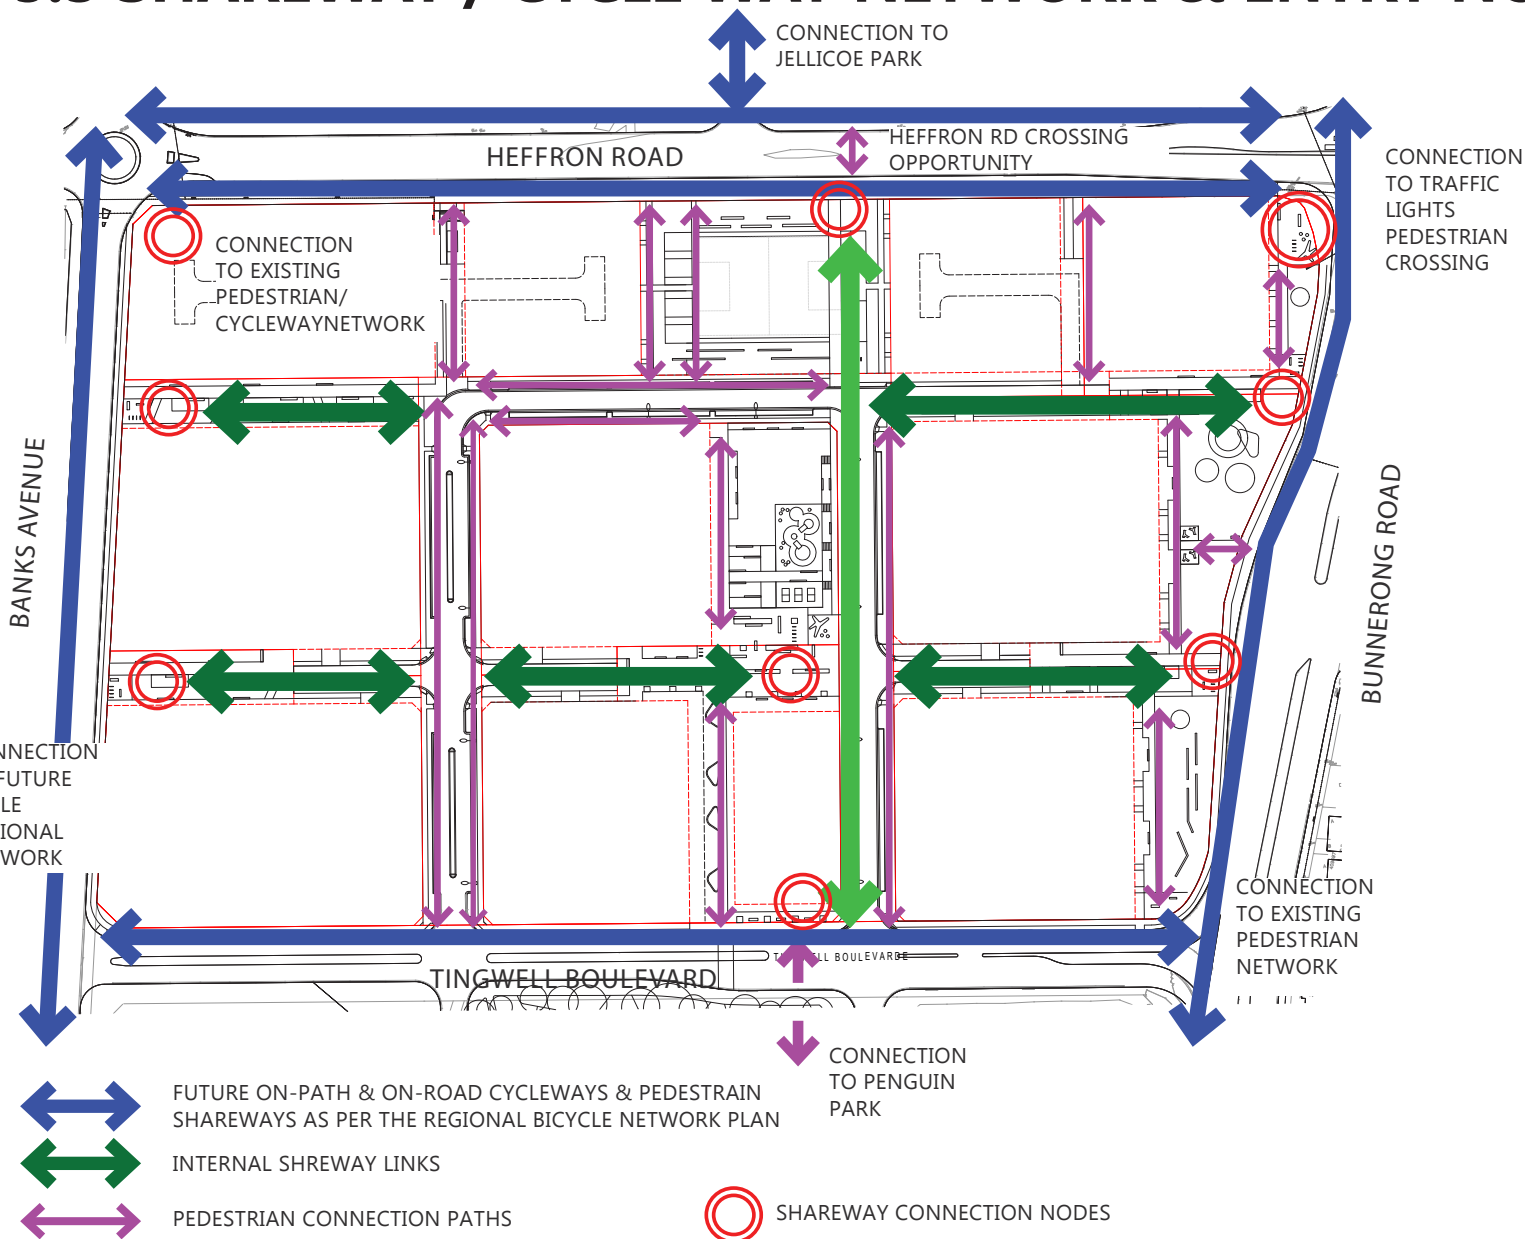 CONNECTION TO
JELLICOE PARK
HEFFRON RD CROSSING
OPPORTUNITY
HEFFRON ROAD
CONNECTION
TO TRAFFIC
LIGHTS
PEDESTRIAN
CROSSING
CONNECTION
TO EXISTING
PEDESTRIAN/
CYCLEWAYNETWORK
BANKS AVENUE
BUNNERONG ROAD
NNECTION
FUTURE
LE
IONAL
WORK
CONNECTION
TO EXISTING
PEDESTRIAN
NETWORK
LL BOULEVARDE
TINGWELL BOULEVARD
CONNECTION
TO PENGUIN
PARK
FUTURE ON-PATH & ON-ROAD CYCLEWAYS & PEDESTRAIN
SHAREWAYS AS PER THE REGIONAL BICYCLE NETWORK PLAN
INTERNAL SHREWAY LINKS
PEDESTRIAN CONNECTION PATHS
SHAREWAY CONNECTION NODES